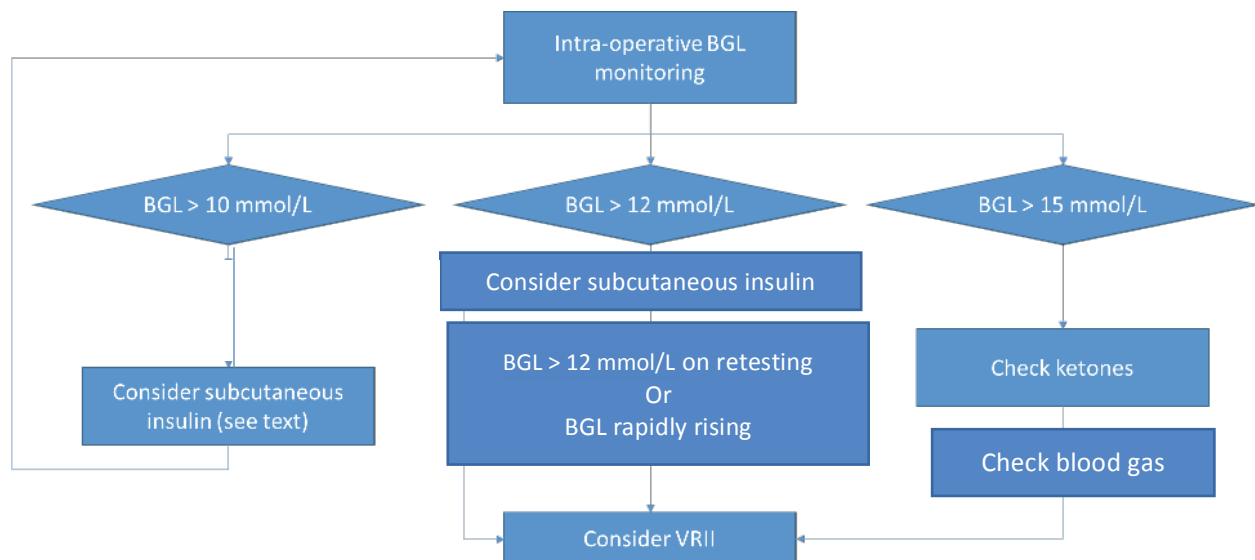 Intra-operative BGL
monitoring
BGL > 10 mmol/L
BGL > 12 mmol/L
BGL > 15 mmol/L
Consider subcutaneous insulin
BGL > 12 mmol/L on retesting
Or
BGL rapidly rising
Consider subcutaneous
insulin (see text)
Check ketones
Check blood gas
Consider VRII